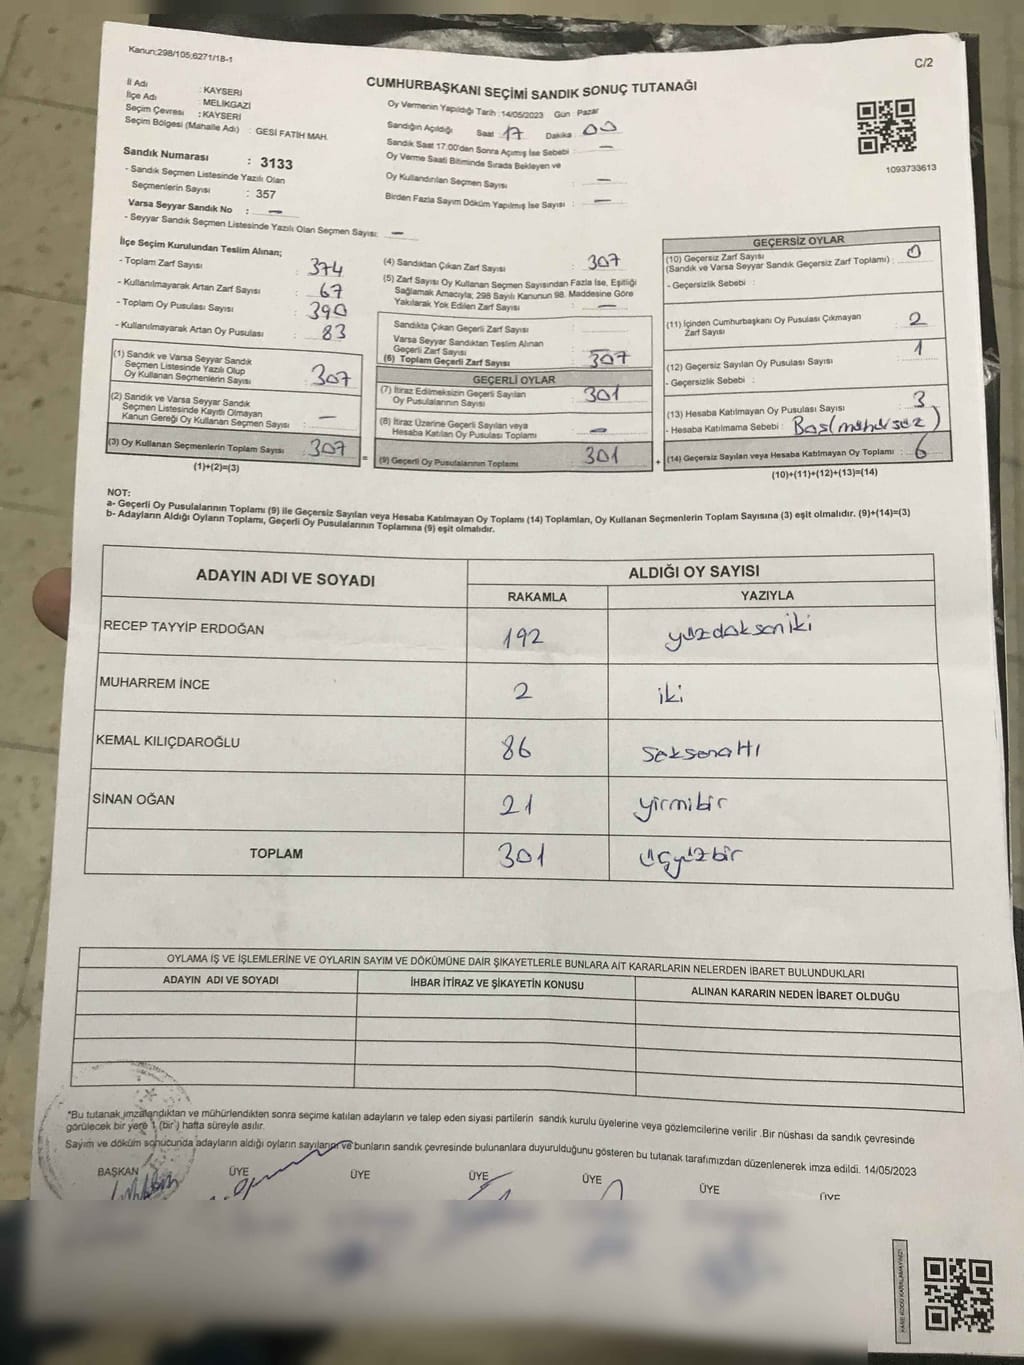 Kanun;298/105;6271/18-1
C/2
CUMHURBAŞKANI SEÇİMİ SANDIK SONUÇ TUTANAĞI
İl Adı : KAYSERİ
İlçe Adı : MELİKGAZİ
Seçim Çevresi : KAYSERİ
Seçim Bölgesi (Mahalle Adı) : GESİ FATİH MAH.
Oy Vermenin Yapıldığı Tarih :14/05/2023 Gün : Pazar
Sandığın Açıldığı Saat 17 Dakika 00
Sandık Saat 17:00'den Sonra Açmış İse Sebebi : —
Oy Verme Saati Bitiminde Sırada Bekleyen ve
Oy Kullandırılan Seçmen Sayısı : —
Birden Fazla Sayım Döküm Yapılmış İse Sayısı : —
1093733613
Sandık Numarası : 3133
- Sandık Seçmen Listesinde Yazılı Olan
Seçmenlerin Sayısı : 357
Varsa Seyyar Sandık No : —
- Seyyar Sandık Seçmen Listesinde Yazılı Olan Seçmen Sayısı: —
İlçe Seçim Kurulundan Teslim Alınan;
- Toplam Zarf Sayısı : 374
- Kullanılmayarak Artan Zarf Sayısı : 67
- Toplam Oy Pusulası Sayısı : 390
- Kullanılmayarak Artan Oy Pusulası : 83
(1) Sandık ve Varsa Seyyar Sandık
Seçmen Listesinde Yazılı Olup
Oy Kullanan Seçmenlerin Sayısı : 307
(2) Sandık ve Varsa Seyyar Sandık
Seçmen Listesinde Kayıtlı Olmayan
Kanun Gereği Oy Kullanan Seçmen Sayısı : —
(3) Oy Kullanan Seçmenlerin Toplam Sayısı : 307
(1)+(2)=(3)
=
(4) Sandıktan Çıkan Zarf Sayısı : 307
(5) Zarf Sayısı Oy Kullanan Seçmen Sayısından Fazla İse, Eşitliği
Sağlamak Amacıyla; 298 Sayılı Kanunun 98. Maddesine Göre
Yakılarak Yok Edilen Zarf Sayısı : —
Sandıkta Çıkan Geçerli Zarf Sayısı :
Varsa Seyyar Sandıktan Teslim Alınan
Geçerli Zarf Sayısı : —
(6) Toplam Geçerli Zarf Sayısı : 307
GEÇERLİ OYLAR
(7) İtiraz Edilmeksizin Geçerli Sayılan
Oy Pusulalarının Sayısı : 301
(8) İtiraz Üzerine Geçerli Sayılan veya
Hesaba Katılan Oy Pusulası Toplamı : —
(9) Geçerli Oy Pusulalarının Toplamı : 301
+
GEÇERSİZ OYLAR
(10) Geçersiz Zarf Sayısı
(Sandık ve Varsa Seyyar Sandık Geçersiz Zarf Toplamı) : 0
- Geçersizlik Sebebi :
(11) İçinden Cumhurbaşkanı Oy Pusulası Çıkmayan
Zarf Sayısı : 2
(12) Geçersiz Sayılan Oy Pusulası Sayısı : 1
- Geçersizlik Sebebi :
(13) Hesaba Katılmayan Oy Pusulası Sayısı : 3
- Hesaba Katılmama Sebebi : Boş(mühürsüz)
(14) Geçersiz Sayılan veya Hesaba Katılmayan Oy Toplamı : 6
(10)+(11)+(12)+(13)=(14)
NOT:
a- Geçerli Oy Pusulalarının Toplamı (9) ile Geçersiz Sayılan veya Hesaba Katılmayan Oy Toplamı (14) Toplamları, Oy Kullanan Seçmenlerin Toplam Sayısına (3) eşit olmalıdır. (9)+(14)=(3)
b- Adayların Aldığı Oyların Toplamı, Geçerli Oy Pusulalarının Toplamına (9) eşit olmalıdır.
ADAYIN ADI VE SOYADI
ALDIĞI OY SAYISI
RAKAMLA YAZIYLA
RECEP TAYYİP ERDOĞAN 192 yüzdoksaniki
MUHARREM İNCE 2 iki
KEMAL KILIÇDAROĞLU 86 seksenaltı
SİNAN OĞAN 21 yirmibir
TOPLAM 301 üçyüzbir
OYLAMA İŞ VE İŞLEMLERİNE VE OYLARIN SAYIM VE DÖKÜMÜNE DAİR ŞİKAYETLERLE BUNLARA AİT KARARLARIN NELERDEN İBARET BULUNDUKLARI
ADAYIN ADI VE SOYADI İHBAR İTİRAZ VE ŞİKAYETİN KONUSU ALINAN KARARIN NEDEN İBARET OLDUĞU
"Bu tutanak imzalandıktan ve mühürlendikten sonra seçime katılan adayların ve talep eden siyasi partilerin sandık kurulu üyelerine veya gözlemcilerine verilir .Bir nüshası da sandık çevresinde
görülecek bir yere 1 (bir ) hafta süreyle asılır.
Sayım ve döküm sonucunda adayların aldığı oyların sayılarını ve bunların sandık çevresinde bulunanlara duyurulduğunu gösteren bu tutanak tarafımızdan düzenlenerek imza edildi. 14/05/2023
BAŞKAN ÜYE ÜYE ÜYE ÜYE ÜYE ÜYE